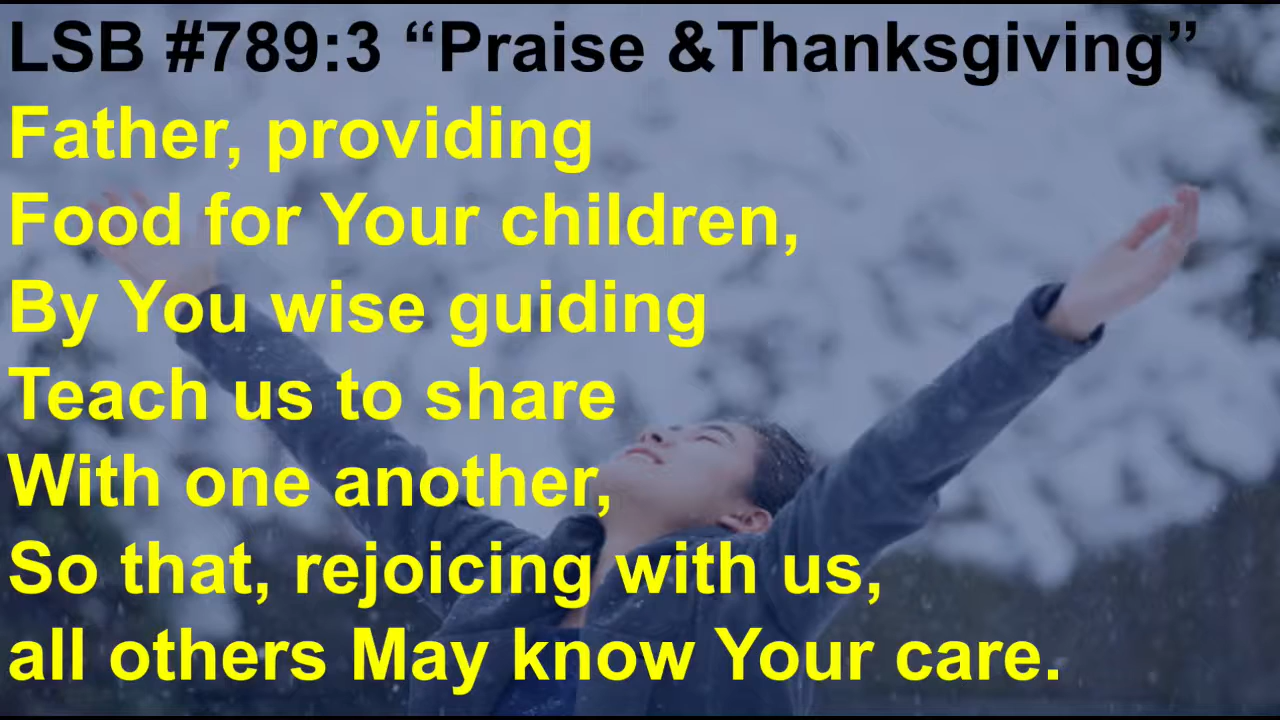 LSB #789:3 “Praise &Thanksgiving”
Father, providing
Food for Your children,
By You wise guiding
Teach us to share
With one another,
So that, rejoicing with us,
all others May know Your care.